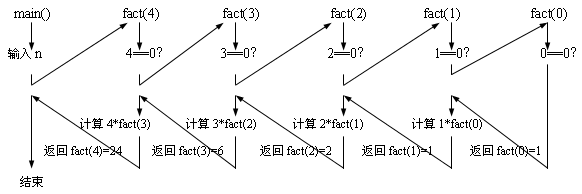 main() fact(4) fact(3) fact(2) fact(1) fact(0)
输入 n 4==0? 3==0? 2==0? 1==0? 0==0?
计算 4*fact(3) 计算 3*fact(2) 计算 2*fact(1) 计算 1*fact(0)
返回 fact(4)=24 返回 fact(3)=6 返回 fact(2)=2 返回 fact(1)=1 返回 fact(0)=1
结束